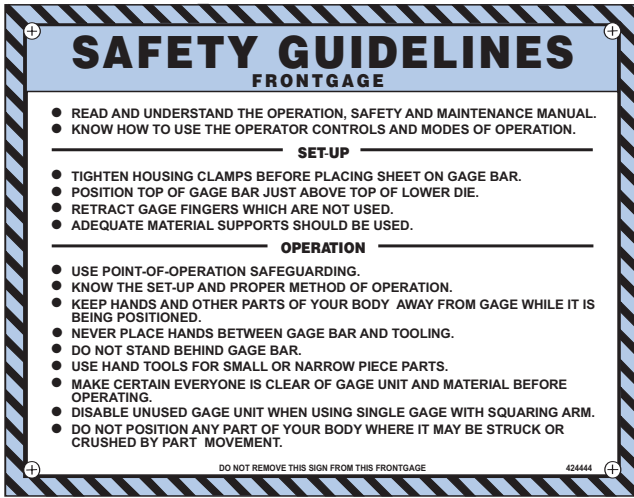 SAFETY GUIDELINES
FRONTGAGE
● READ AND UNDERSTAND THE OPERATION, SAFETY AND MAINTENANCE MANUAL.
● KNOW HOW TO USE THE OPERATOR CONTROLS AND MODES OF OPERATION.
SET-UP
● TIGHTEN HOUSING CLAMPS BEFORE PLACING SHEET ON GAGE BAR.
● POSITION TOP OF GAGE BAR JUST ABOVE TOP OF LOWER DIE.
● RETRACT GAGE FINGERS WHICH ARE NOT USED.
● ADEQUATE MATERIAL SUPPORTS SHOULD BE USED.
OPERATION
● USE POINT-OF-OPERATION SAFEGUARDING.
● KNOW THE SET-UP AND PROPER METHOD OF OPERATION.
● KEEP HANDS AND OTHER PARTS OF YOUR BODY AWAY FROM GAGE WHILE IT IS
BEING POSITIONED.
● NEVER PLACE HANDS BETWEEN GAGE BAR AND TOOLING.
● DO NOT STAND BEHIND GAGE BAR.
● USE HAND TOOLS FOR SMALL OR NARROW PIECE PARTS.
● MAKE CERTAIN EVERYONE IS CLEAR OF GAGE UNIT AND MATERIAL BEFORE
OPERATING.
● DISABLE UNUSED GAGE UNIT WHEN USING SINGLE GAGE WITH SQUARING ARM.
● DO NOT POSITION ANY PART OF YOUR BODY WHERE IT MAY BE STRUCK OR
CRUSHED BY PART MOVEMENT.
DO NOT REMOVE THIS SIGN FROM THIS FRONTGAGE 424444